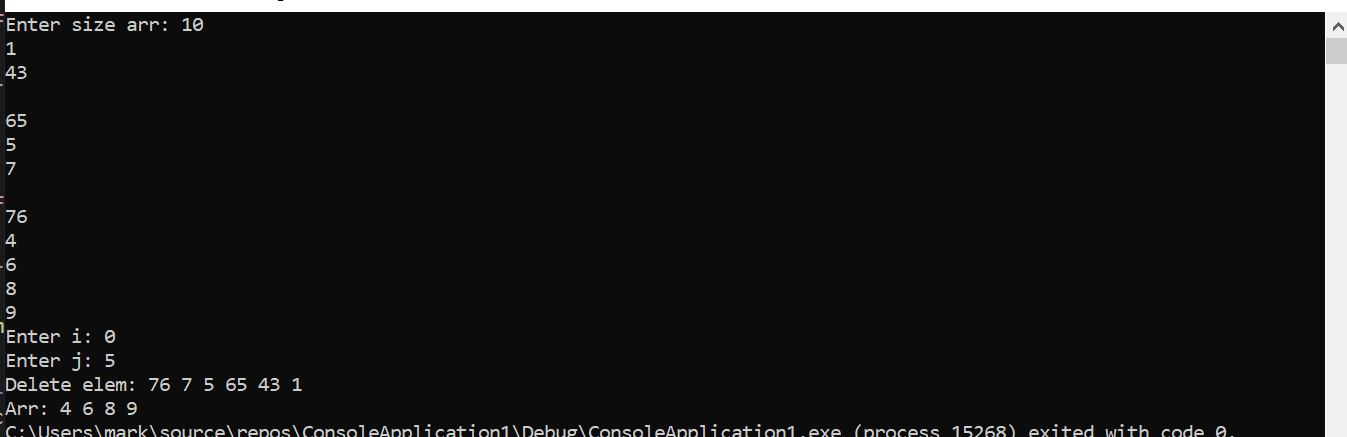 Enter size arr: 10
1
43
65
5
7
76
4
6
8
9
Enter i: 0
Enter j: 5
Delete elem: 76 7 5 65 43 1
Arr: 4 6 8 9
C:\Users\mark\source\repos\ConsoleApplication1\Debug\ConsoleApplication1.exe (process 15268) exited with code 0.